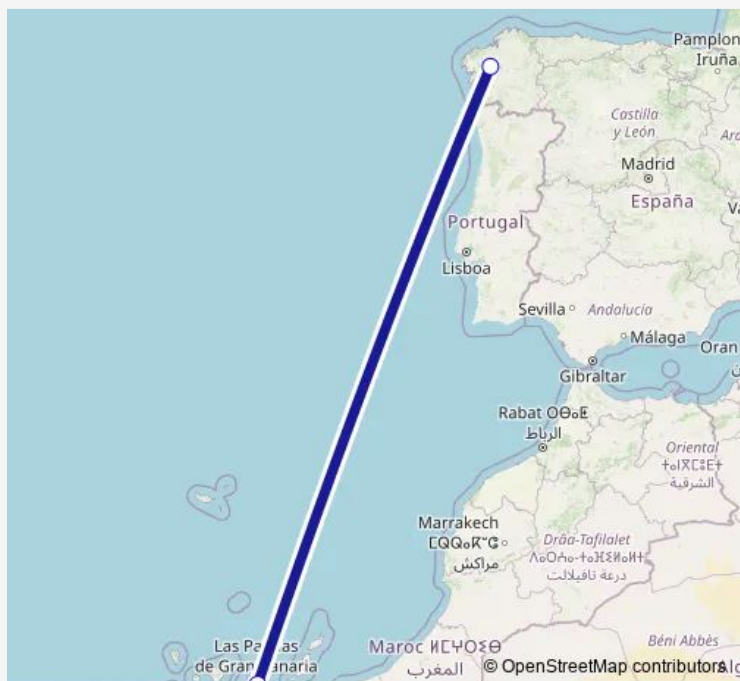 Pamplon
Iruña
Castilla
y León
Madrid
España
Portugal
Lisboa
Sevilla
Andalucía
Málaga
Oran
Gibraltar
Rabat ⵔⴱⴰⵟ
الرباط
Oriental
الشرقية
Marrakech
مراكش
Drâa-Tafilalet
درعة تافيلالت
Las Palmas
de Gran Canaria
Maroc ⵍⵎⵖⵔⵉⴱ
المغرب
Béni Abbès
© OpenStreetMap contributors